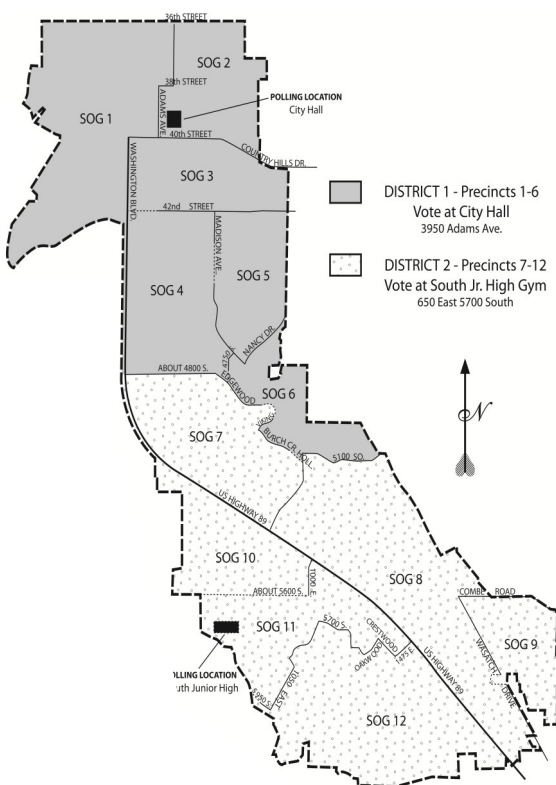 36th STREET
SOG 2
38th STREET
ADAMS AVE.
POLLING LOCATION
City Hall
SOG 1
40th STREET
COUNTRY HILLS DR.
WASHINGTON BLVD.
SOG 3
DISTRICT 1 - Precincts 1-6
Vote at City Hall
3950 Adams Ave.
42nd STREET
MADISON AVE.
DISTRICT 2 - Precincts 7-12
Vote at South Jr. High Gym
650 East 5700 South
SOG 4
SOG 5
NANCY DR.
ABOUT 4800 S.
EDGEWOOD
SOG 6
N
SOG 7
BURCH CR. HOLL.
5100 SO.
US HIGHWAY 89
SOG 10
1000 E.
SOG 8
ABOUT 5600 S.
COMBE ROAD
SOG 11
5700 S.
CRESTWOOD
OAKWOOD
1475 E.
SOG 9
WASATCH
DRIVE
US HIGHWAY 89
OLLING LOCATION
uth Junior High
1050 EAST
SOG 12